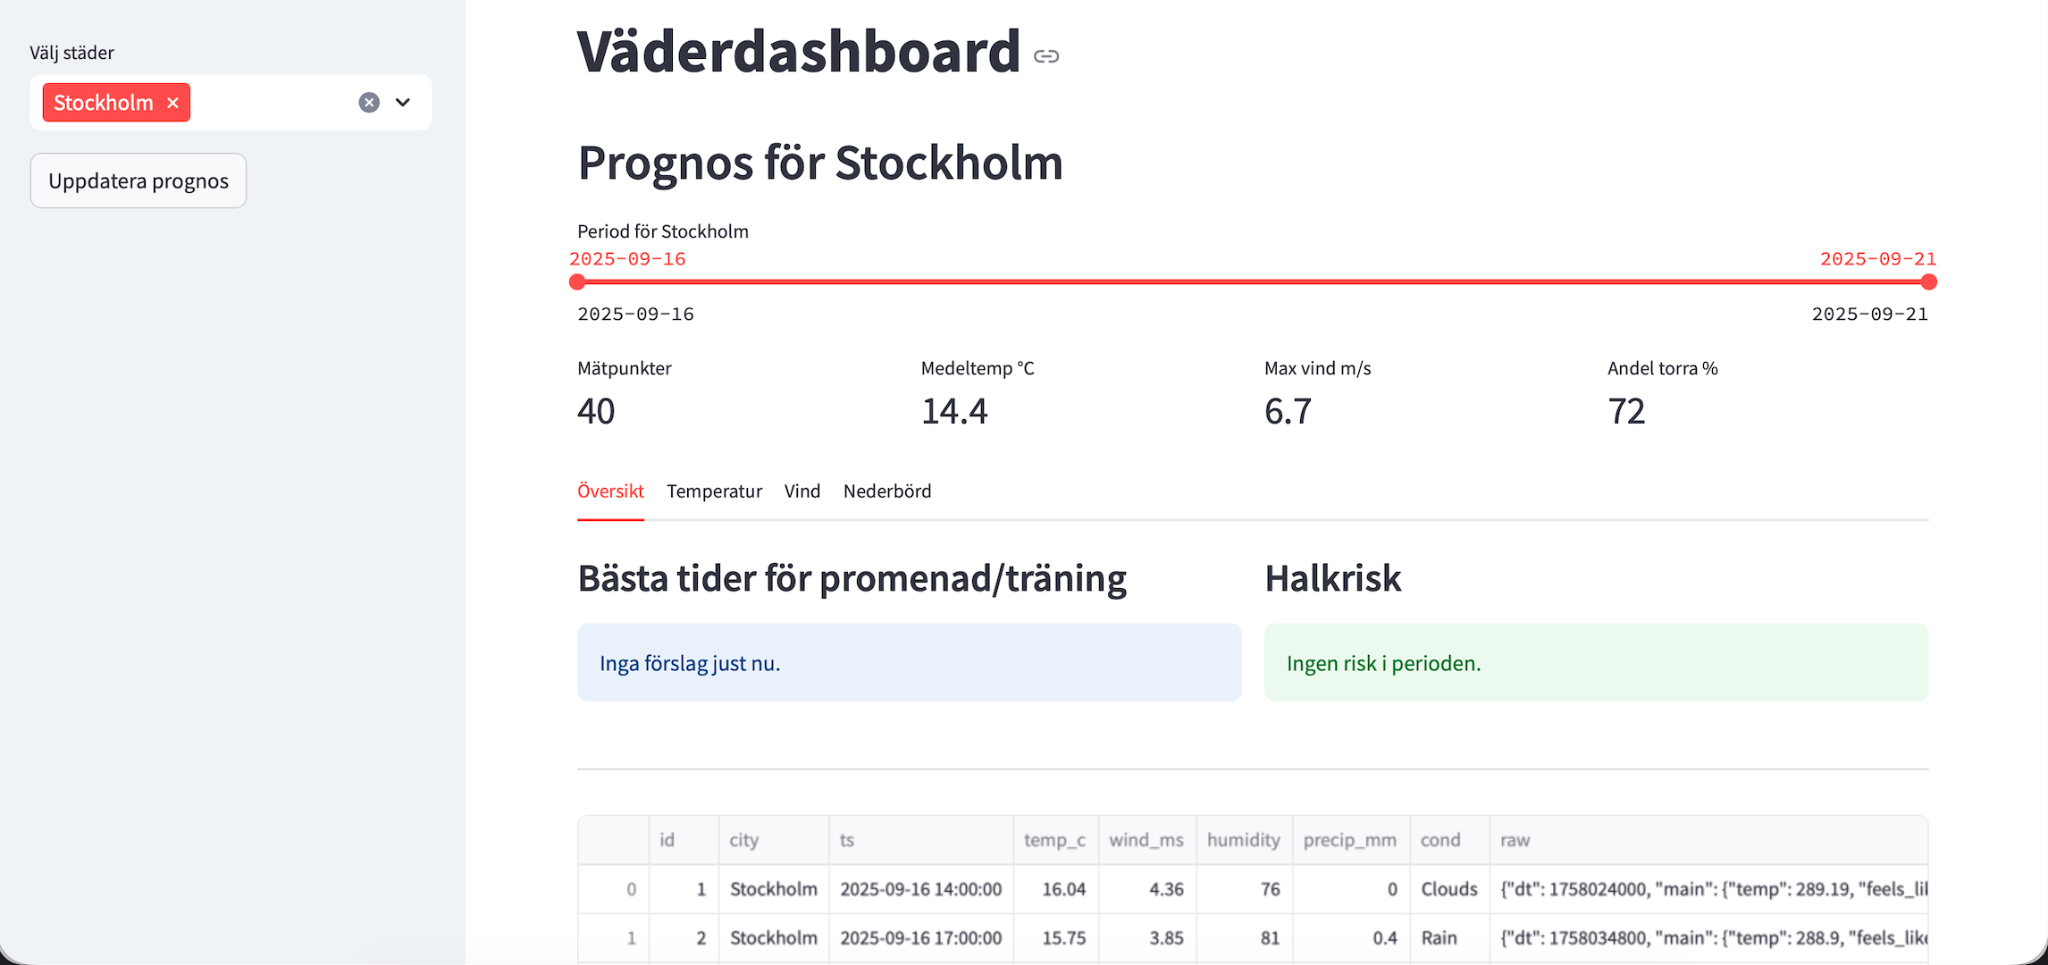 Välj städer
Stockholm
Uppdatera prognos
Väderdashboard
Prognos för Stockholm
Period för Stockholm
2025-09-16 2025-09-21
2025-09-16 2025-09-21
Mätpunkter Medeltemp °C Max vind m/s Andel torra %
40 14.4 6.7 72
Översikt Temperatur Vind Nederbörd
Bästa tider för promenad/träning Halkrisk
Inga förslag just nu. Ingen risk i perioden.
id city ts temp_c wind_ms humidity precip_mm cond raw
0 1 Stockholm 2025-09-16 14:00:00 16.04 4.36 76 0 Clouds {"dt": 1758024000, "main": {"temp": 289.19, "feels_lik
1 2 Stockholm 2025-09-16 17:00:00 15.75 3.85 81 0.4 Rain {"dt": 1758034800, "main": {"temp": 288.9, "feels_like